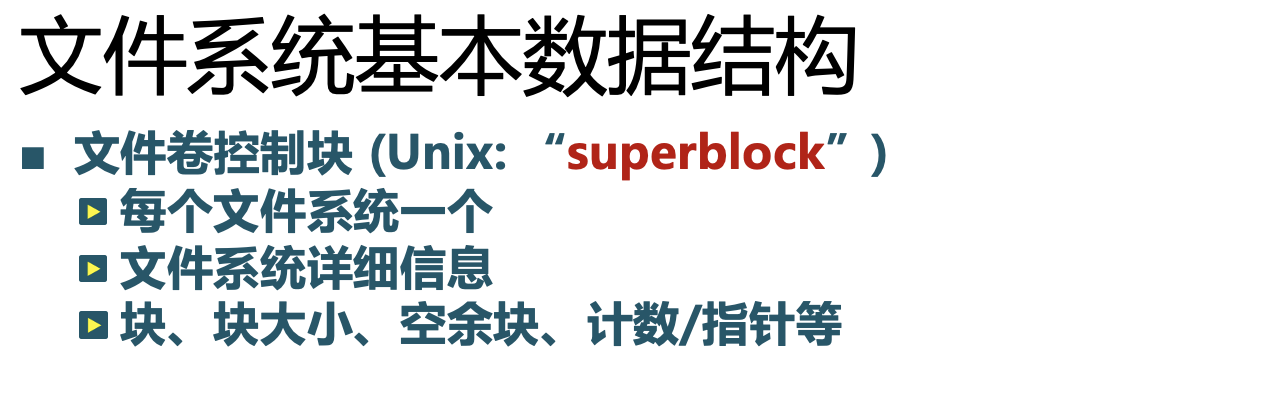 文件系统基本数据结构
文件卷控制块 (Unix: “superblock”)
每个文件系统一个
文件系统详细信息
块、块大小、空余块、计数/指针等